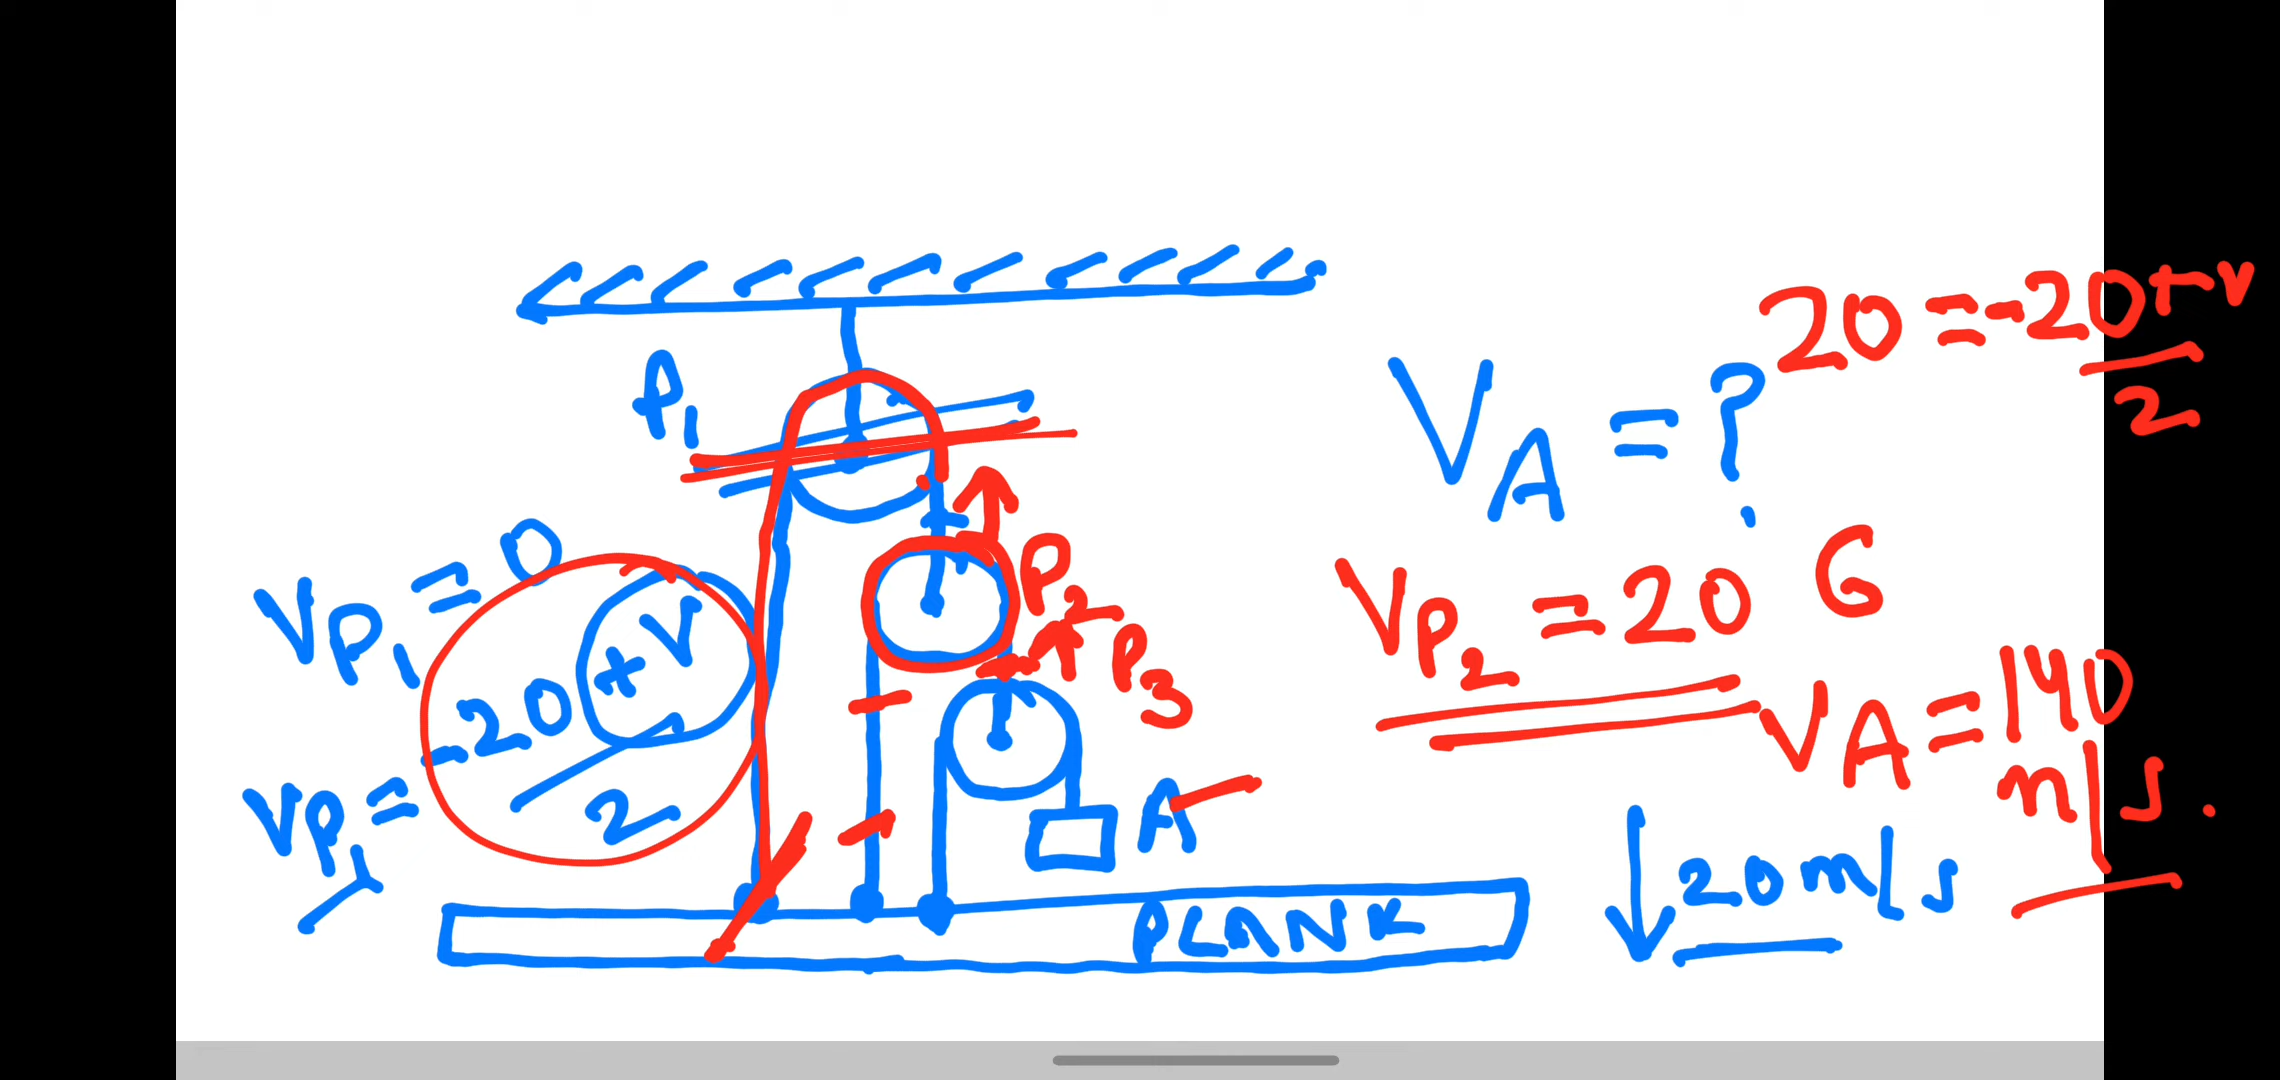 20 = -20 + v
2
P1
VA = ?
VP1 = 0
P2
VP2 = 20
P3
-20 + V
VP1 =
2
VA = 140
m/s.
A
20 m/s
PLANK